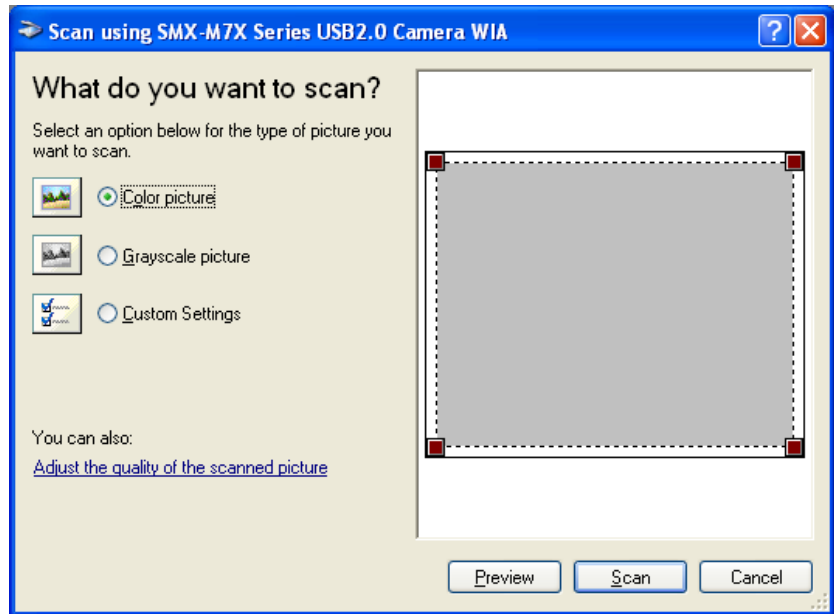 Scan using SMX-M7X Series USB2.0 Camera WIA
What do you want to scan?
Select an option below for the type of picture you
want to scan.
Color picture
Grayscale picture
Custom Settings
You can also:
Adjust the quality of the scanned picture
Preview
Scan
Cancel